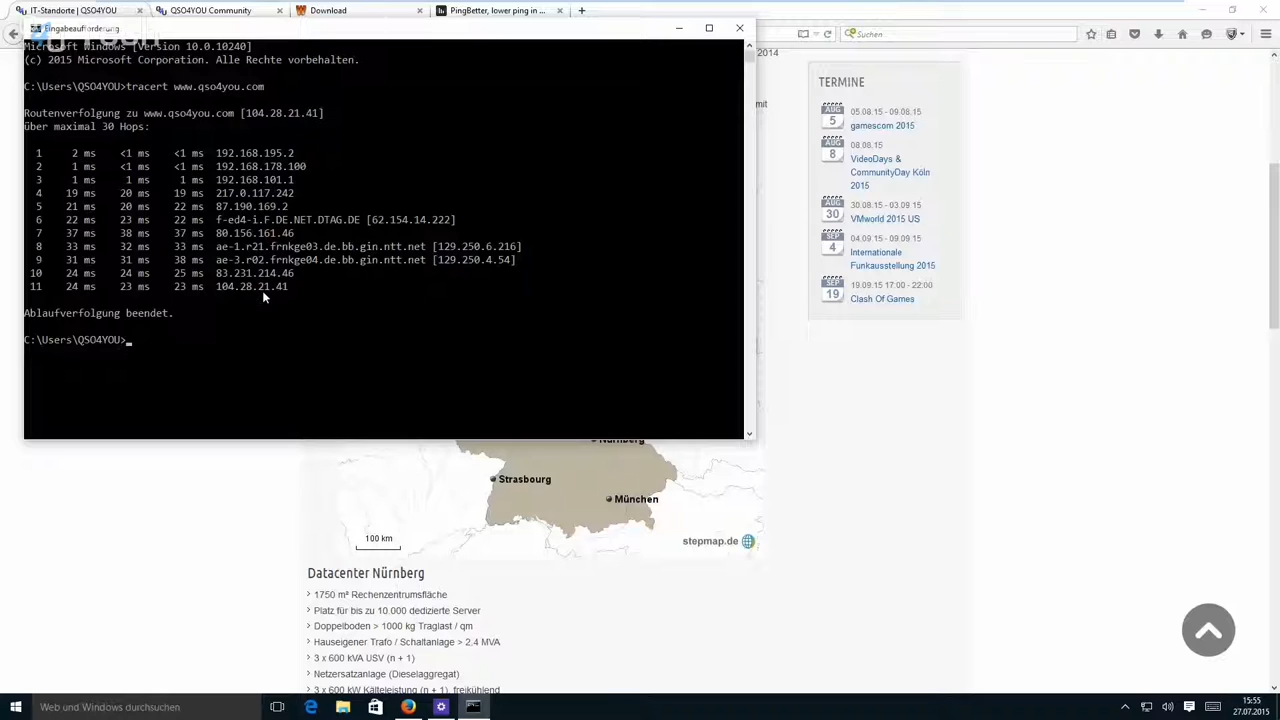 IT-Standorte | QSO4YOU
QSO4YOU Community
Download
PingBetter, lower ping in ...
Eingabeaufforderung
Suchen
Microsoft Windows [Version 10.0.10240]
(c) 2015 Microsoft Corporation. Alle Rechte vorbehalten.
C:\Users\QSO4YOU>tracert www.qso4you.com
Routenverfolgung zu www.qso4you.com [104.28.21.41]
über maximal 30 Hops:
1 2 ms <1 ms <1 ms 192.168.195.2
2 1 ms <1 ms <1 ms 192.168.178.100
3 1 ms 1 ms 1 ms 192.168.101.1
4 19 ms 20 ms 19 ms 217.0.117.242
5 21 ms 20 ms 22 ms 87.190.169.2
6 22 ms 23 ms 22 ms f-ed4-i.F.DE.NET.DTAG.DE [62.154.14.222]
7 37 ms 38 ms 37 ms 80.156.161.46
8 33 ms 32 ms 33 ms ae-1.r21.frnkge03.de.bb.gin.ntt.net [129.250.6.216]
9 31 ms 31 ms 38 ms ae-3.r02.frnkge04.de.bb.gin.ntt.net [129.250.4.54]
10 24 ms 24 ms 25 ms 83.231.214.46
11 24 ms 23 ms 23 ms 104.28.21.41
Ablaufverfolgung beendet.
C:\Users\QSO4YOU>
2014
mit
TERMINE
AUG
5
05.08.15 - 09.08.15
gamescom 2015
AUG
8
08.08.15
VideoDays &
CommunityDay Köln
2015
AUG
30
30.08.15 - 03.09.15
VMworld 2015 US
SEP
4
04.09.15 - 09.09.15
Internationale
Funkausstellung 2015
SEP
19
19.09.15 17:00 - 22:00
Clash Of Games
Nürnberg
Strasbourg
München
100 km
stepmap.de
Datacenter Nürnberg
1750 m² Rechenzentrumsfläche
Platz für bis zu 10.000 dedizierte Server
Doppelboden > 1000 kg Traglast / qm
Hauseigener Trafo / Schaltanlage > 2,4 MVA
3 x 600 kVA USV (n + 1)
Netzersatzanlage (Dieselaggregat)
3 x 600 kW Kälteleistung (n + 1), freikühlend
Web und Windows durchsuchen
15:55
27.07.2015